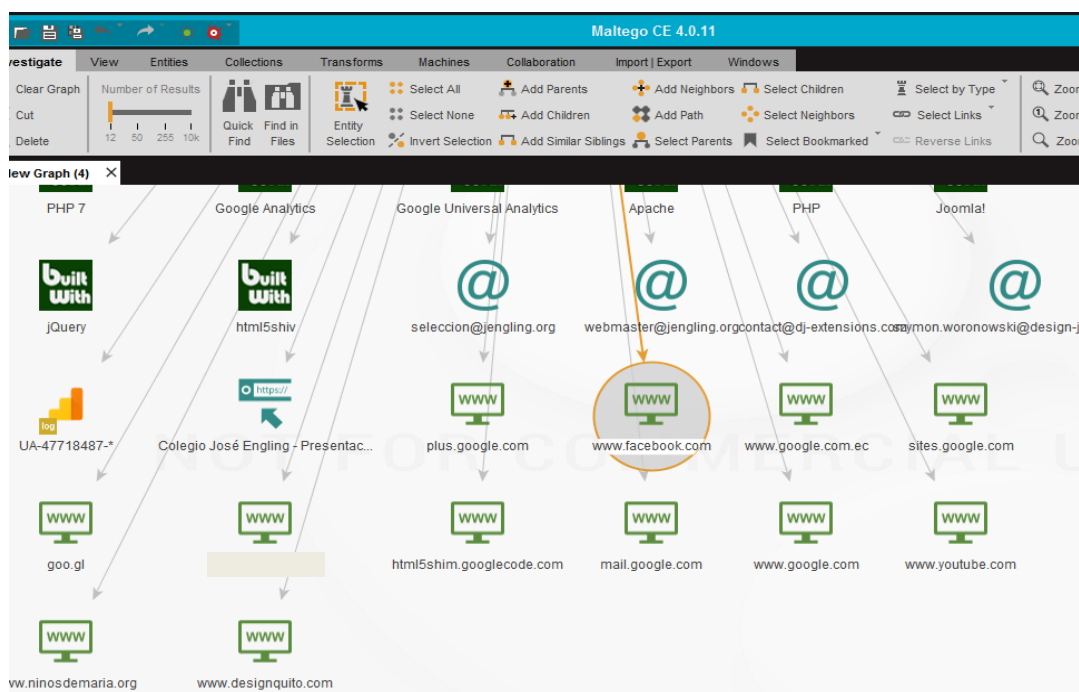 Maltego CE 4.0.11
vestigate View Entities Collections Transforms Machines Collaboration Import | Export Windows
Clear Graph Number of Results Select All Add Parents Add Neighbors Select Children Select by Type Zoo
Cut Quick Find Find in Files Entity Selection Select None Add Children Add Path Select Neighbors Select Links Zoo
Delete 12 50 255 10k Invert Selection Add Similar Siblings Select Parents Select Bookmarked Reverse Links Zoo
ew Graph (4)
PHP 7 Google Analytics Google Universal Analytics Apache PHP Joomla!
built With built With @ @ @ @
jQuery html5shiv seleccion@jengling.org webmaster@jengling.org contact@dj-extensions.com szymon.woronowski@design-j
log https:// www www www www
UA-47718487-* Colegio José Engling - Presentac... plus.google.com www.facebook.com www.google.com.ec sites.google.com
NOT FOR COMMERCIAL U
www www www www www www
goo.gl html5shim.googlecode.com mail.google.com www.google.com www.youtube.com
www www
ww.ninosdemaria.org www.designquito.com